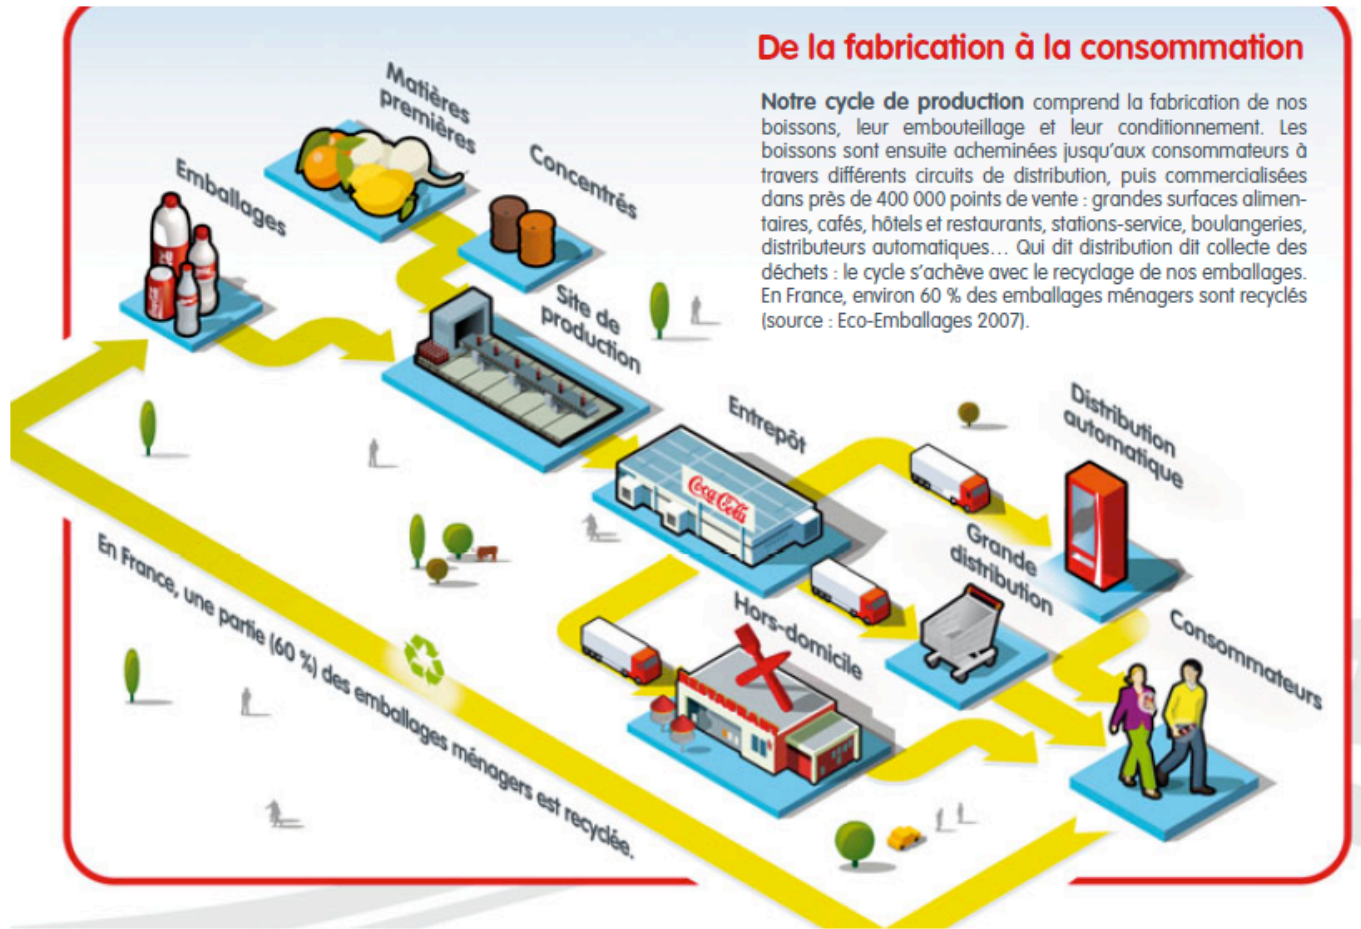 De la fabrication à la consommation
Notre cycle de production comprend la fabrication de nos
boissons, leur embouteillage et leur conditionnement. Les
boissons sont ensuite acheminées jusqu'aux consommateurs à
travers différents circuits de distribution, puis commercialisées
dans près de 400 000 points de vente : grandes surfaces alimen-
taires, cafés, hôtels et restaurants, stations-service, boulangeries,
distributeurs automatiques… Qui dit distribution dit collecte des
déchets : le cycle s'achève avec le recyclage de nos emballages.
En France, environ 60 % des emballages ménagers sont recyclés
(source : Eco-Emballages 2007).
Matières
premières
Concentrés
Emballages
Site de
production
Entrepôt
Coca-Cola
Distribution
automatique
Grande
distribution
Hors-domicile
RESTAURANT
Consommateurs
En France, une partie (60 %) des emballages ménagers est recyclée.